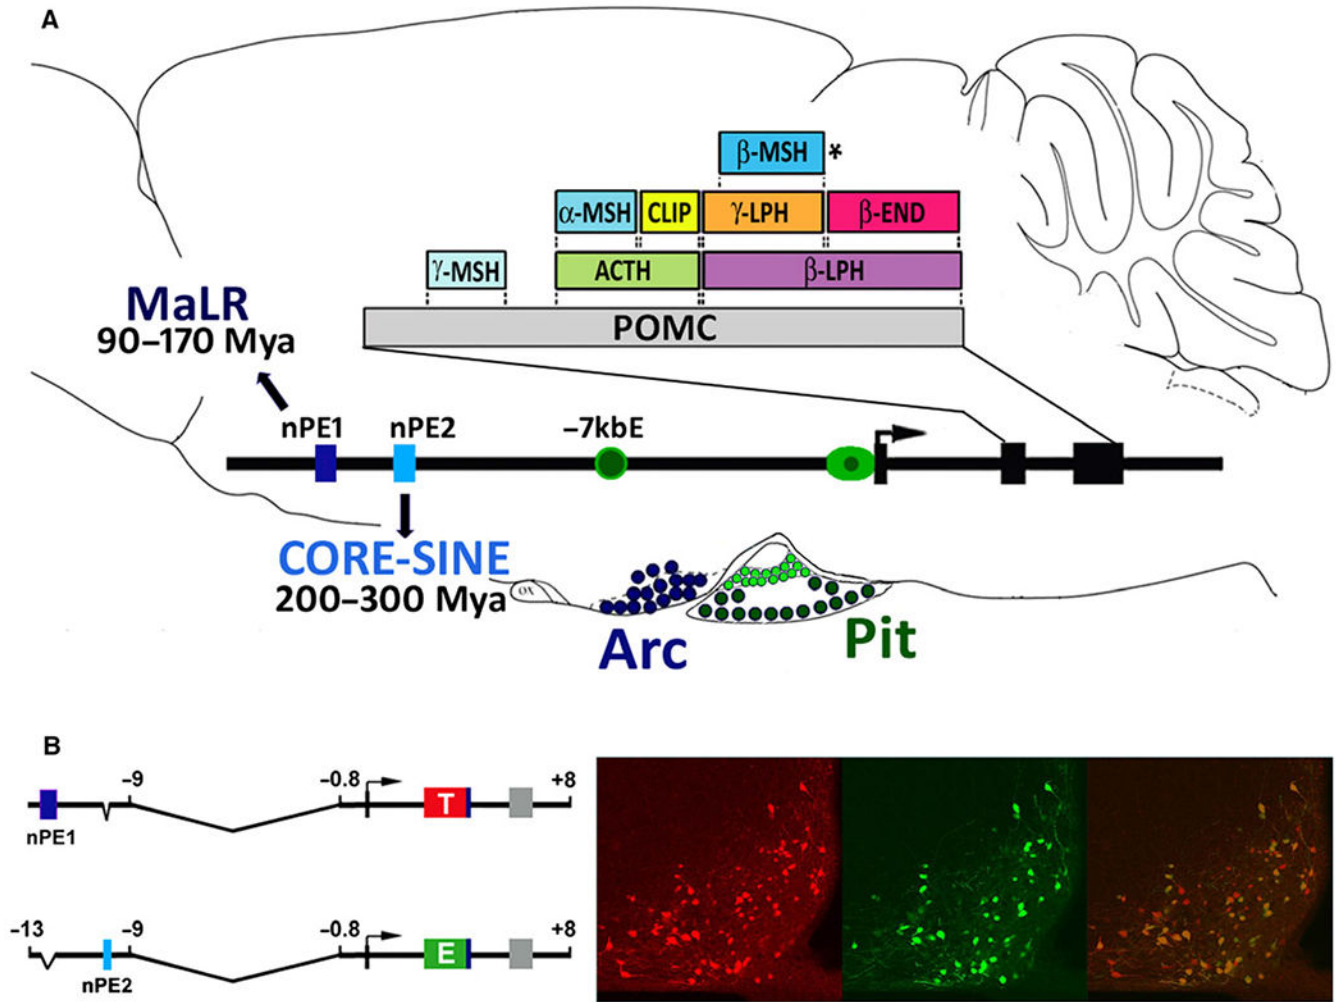 A
β-MSH *
α-MSH CLIP γ-LPH β-END
γ-MSH ACTH β-LPH
MaLR
90–170 Mya
POMC
nPE1 nPE2 –7kbE
CORE-SINE
200–300 Mya
OX
Arc Pit
B
–9 –0.8 +8
T
nPE1
–13 –9 –0.8 +8
E
nPE2